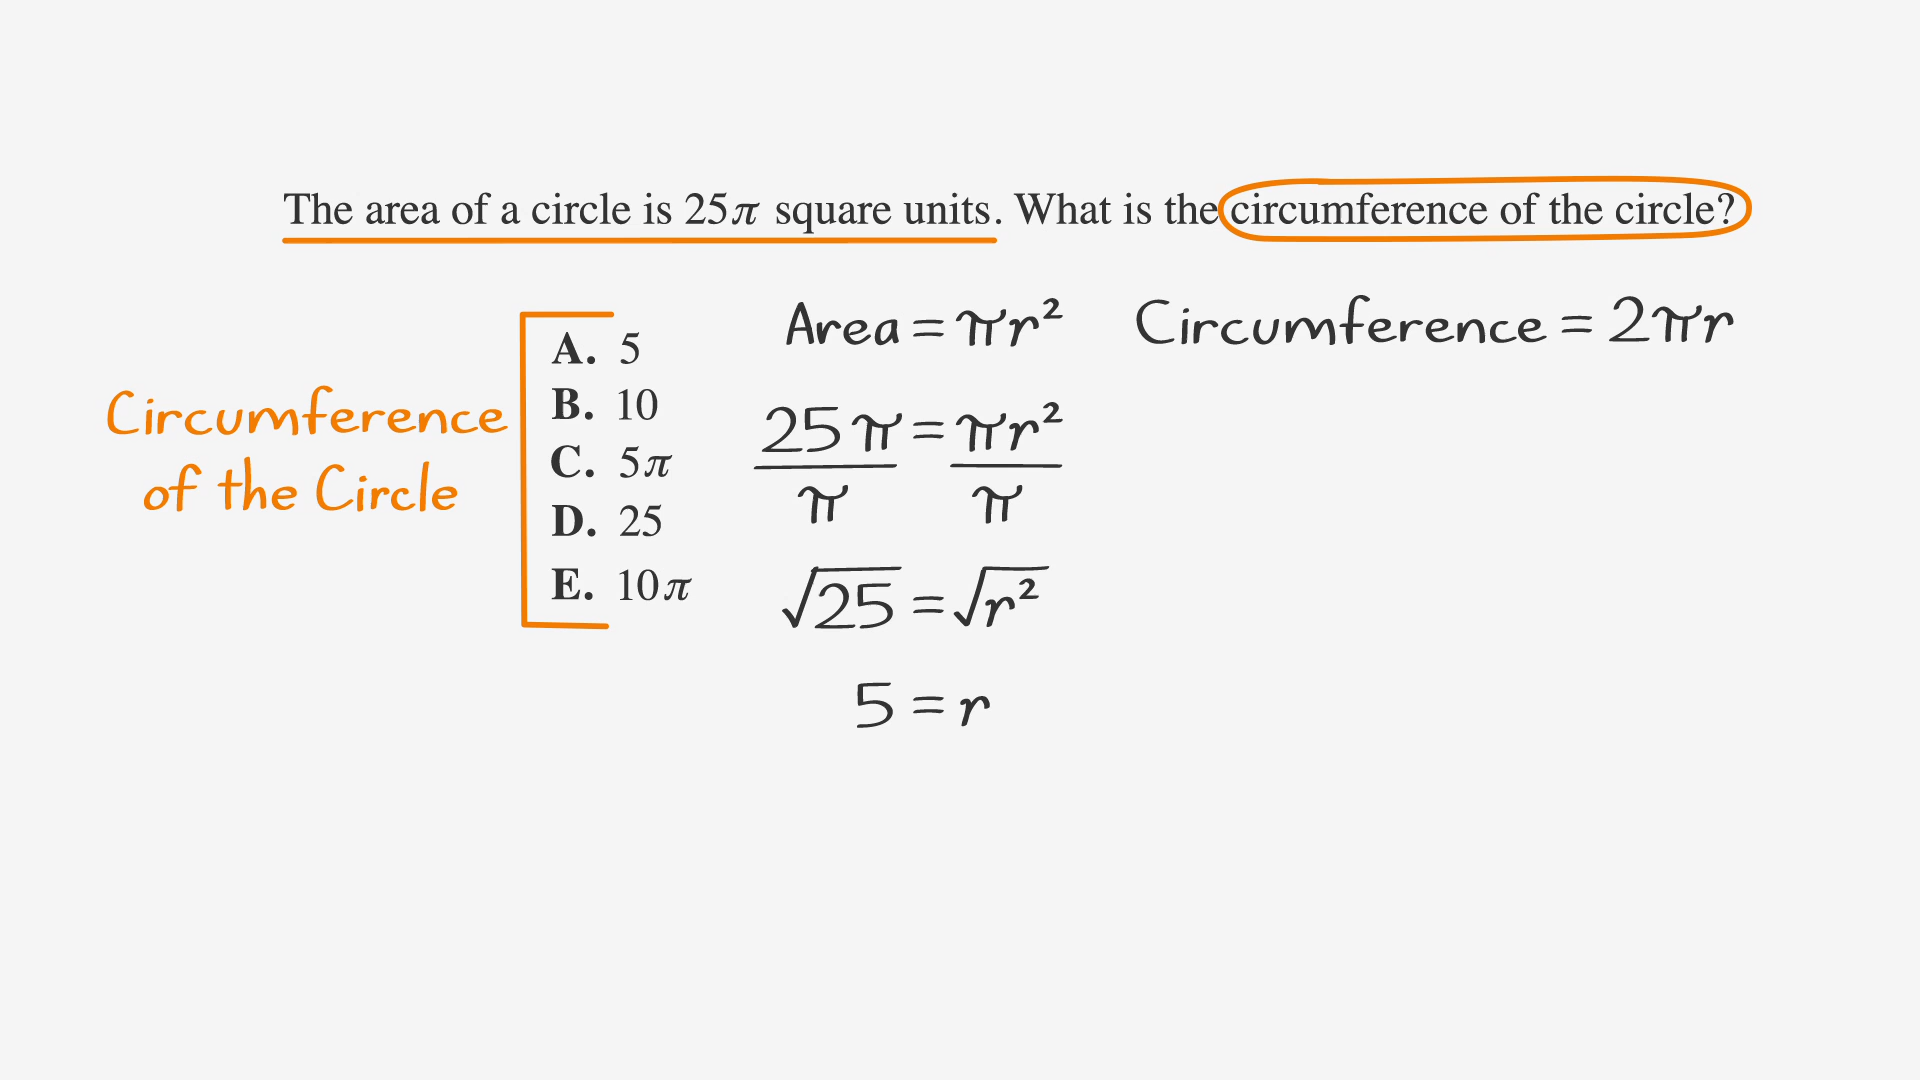 The area of a circle is 25π square units. What is the circumference of the circle?
Circumference
of the Circle
A. 5
B. 10
C. 5π
D. 25
E. 10π
Area = πr²
25π = πr²
π π
√25 = √r²
5 = r
Circumference = 2πr